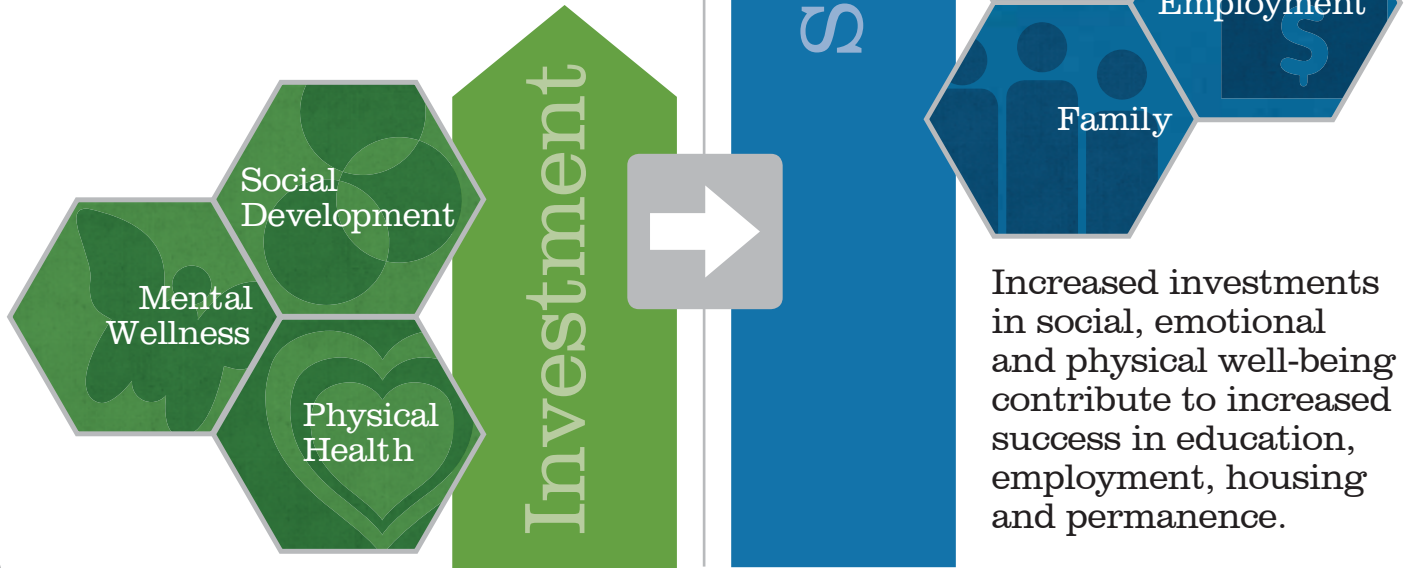 Social
Development
Mental
Wellness
Physical
Health
Investment
S
Employment
$
Family
Increased investments
in social, emotional
and physical well-being
contribute to increased
success in education,
employment, housing
and permanence.